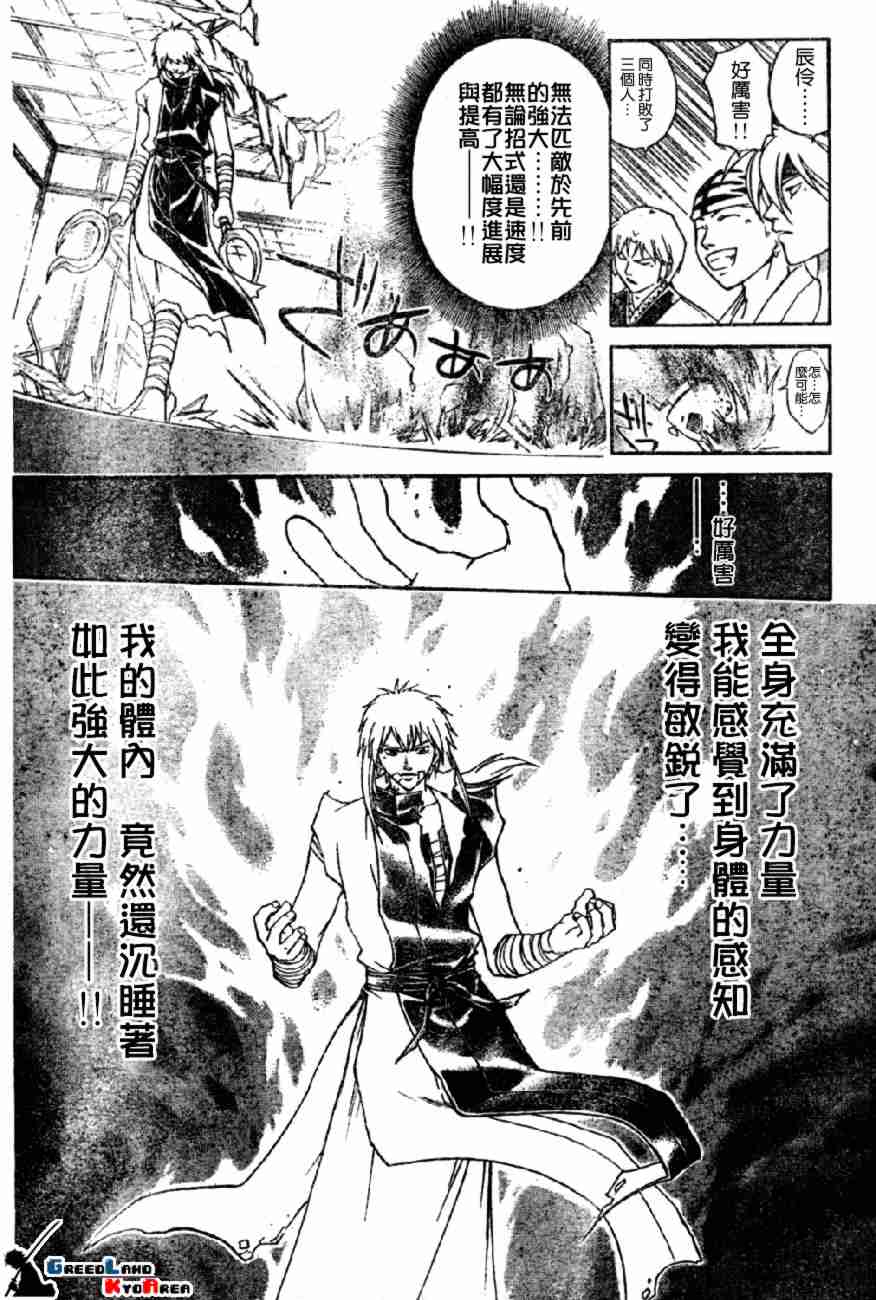 辰伶……
好厲害!!
同時打敗了
三個人…
無法匹敵於先前
的強大………!!
無論招式還是速度
都有了大幅度進展
與提高——!!
ざああああ
怎…怎
麼可能…
…好厲害
——…
全身充滿了力量
我能感覺到身體的感知
變得敏銳了……
我的體內 竟然還沉睡著
如此強大的力量——!!
GREEDLAND
KYOAREA